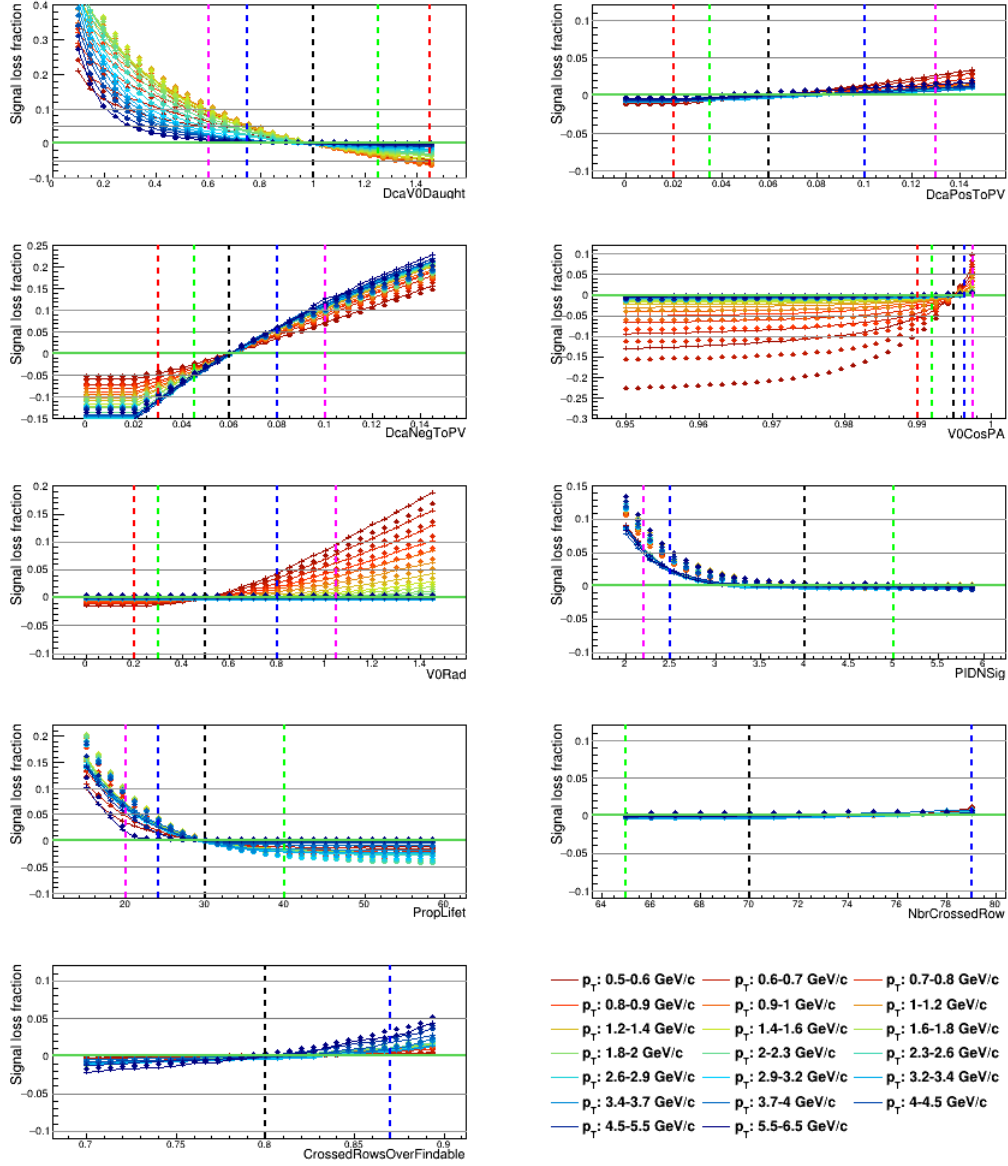 Signal loss fraction
0.4
0.3
0.2
0.1
0
−0.1
0 0.2 0.4 0.6 0.8 1 1.2 1.4
DcaV0Daught
Signal loss fraction
0.1
0.05
0
−0.05
−0.1
0 0.02 0.04 0.06 0.08 0.1 0.12 0.14
DcaPosToPV
Signal loss fraction
0.25
0.2
0.15
0.1
0.05
0
−0.05
−0.1
−0.15
0 0.02 0.04 0.06 0.08 0.1 0.12 0.14
DcaNegToPV
Signal loss fraction
0.1
0.05
0
−0.05
−0.1
−0.15
−0.2
−0.25
−0.3
0.95 0.96 0.97 0.98 0.99 1
V0CosPA
Signal loss fraction
0.2
0.15
0.1
0.05
0
−0.05
−0.1
0 0.2 0.4 0.6 0.8 1 1.2 1.4
V0Rad
Signal loss fraction
0.15
0.1
0.05
0
−0.05
−0.1
2 2.5 3 3.5 4 4.5 5 5.5 6
PIDNSig
Signal loss fraction
0.2
0.15
0.1
0.05
0
−0.05
−0.1
20 30 40 50 60
PropLifet
Signal loss fraction
0.1
0.05
0
−0.05
−0.1
64 66 68 70 72 74 76 78 80
NbrCrossedRow
Signal loss fraction
0.1
0.05
0
−0.05
−0.1
0.7 0.75 0.8 0.85 0.9
CrossedRowsOverFindable
pT: 0.5-0.6 GeV/c pT: 0.6-0.7 GeV/c pT: 0.7-0.8 GeV/c
pT: 0.8-0.9 GeV/c pT: 0.9-1 GeV/c pT: 1-1.2 GeV/c
pT: 1.2-1.4 GeV/c pT: 1.4-1.6 GeV/c pT: 1.6-1.8 GeV/c
pT: 1.8-2 GeV/c pT: 2-2.3 GeV/c pT: 2.3-2.6 GeV/c
pT: 2.6-2.9 GeV/c pT: 2.9-3.2 GeV/c pT: 3.2-3.4 GeV/c
pT: 3.4-3.7 GeV/c pT: 3.7-4 GeV/c pT: 4-4.5 GeV/c
pT: 4.5-5.5 GeV/c pT: 5.5-6.5 GeV/c